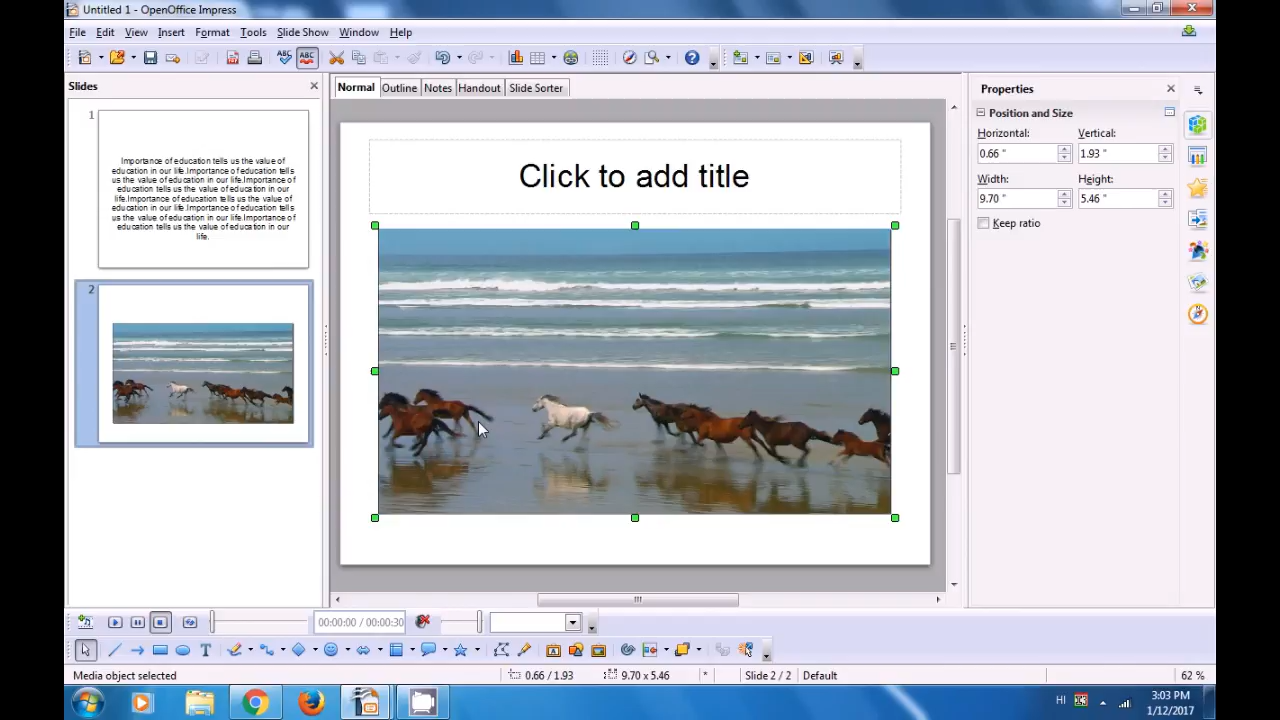 Untitled 1 - OpenOffice Impress
File Edit View Insert Format Tools Slide Show Window Help
Slides
Normal Outline Notes Handout Slide Sorter
Properties
1
Importance of education tells us the value of
education in our life.Importance of education tells
us the value of education in our life.Importance of
education tells us the value of education in our
life.Importance of education tells us the value of
education in our life.Importance of education tells
us the value of education in our life.Importance of
education tells us the value of education in our
life.
2
Click to add title
Position and Size
Horizontal: Vertical:
0.66 " 1.93 "
Width: Height:
9.70 " 5.46 "
Keep ratio
00:00:00 / 00:00:30
Media object selected 0.66 / 1.93 9.70 x 5.46 * Slide 2 / 2 Default 62 %
HI 3:03 PM
1/12/2017